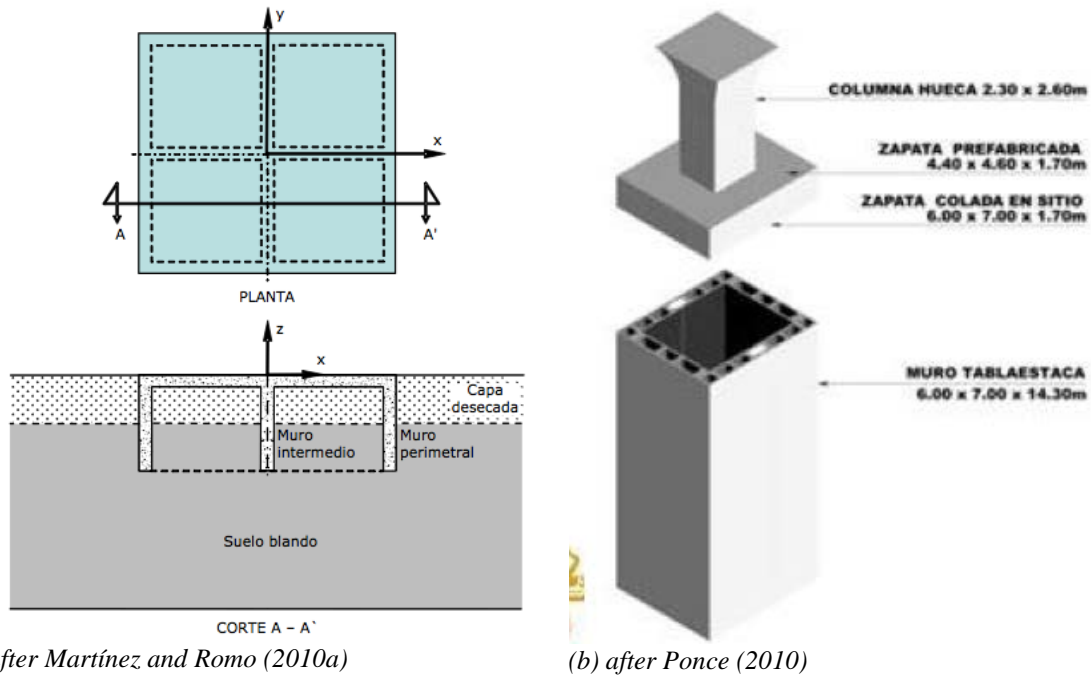 y
x
A
A'
PLANTA
z
x
Capa
desecada
Muro
intermedio
Muro
perimetral
Suelo blando
CORTE A – A`
fter Martínez and Romo (2010a)
COLUMNA HUECA 2.30 x 2.60m
ZAPATA PREFABRICADA
4.40 x 4.60 x 1.70m
ZAPATA COLADA EN SITIO
6.00 x 7.00 x 1.70m
MURO TABLAESTACA
6.00 x 7.00 x 14.30m
(b) after Ponce (2010)